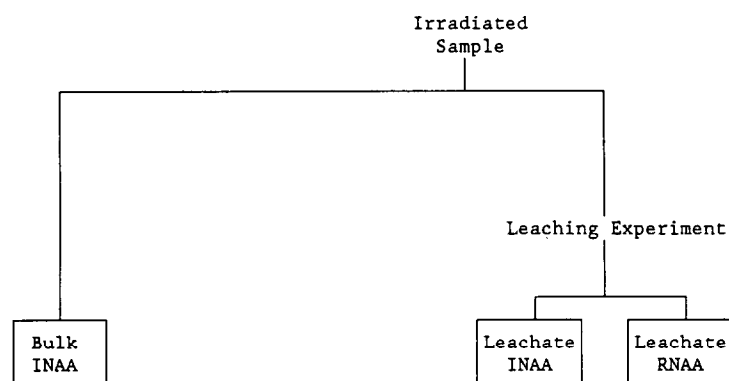 Irradiated
Sample
Leaching Experiment
Bulk
INAA
Leachate
INAA
Leachate
RNAA